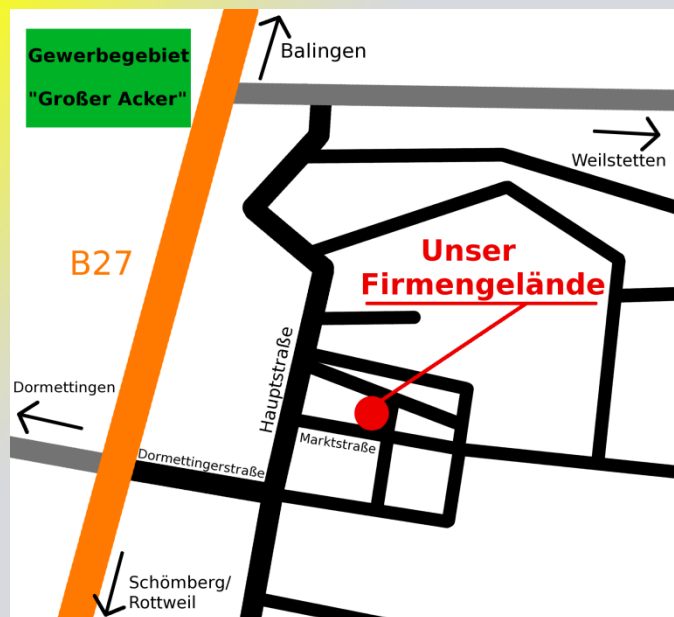 Gewerbegebiet
"Großer Acker"
Balingen
Weilstetten
B27
Unser
Firmengelände
Hauptstraße
Dormettingen
Marktstraße
Dormettingerstraße
Schömberg/
Rottweil